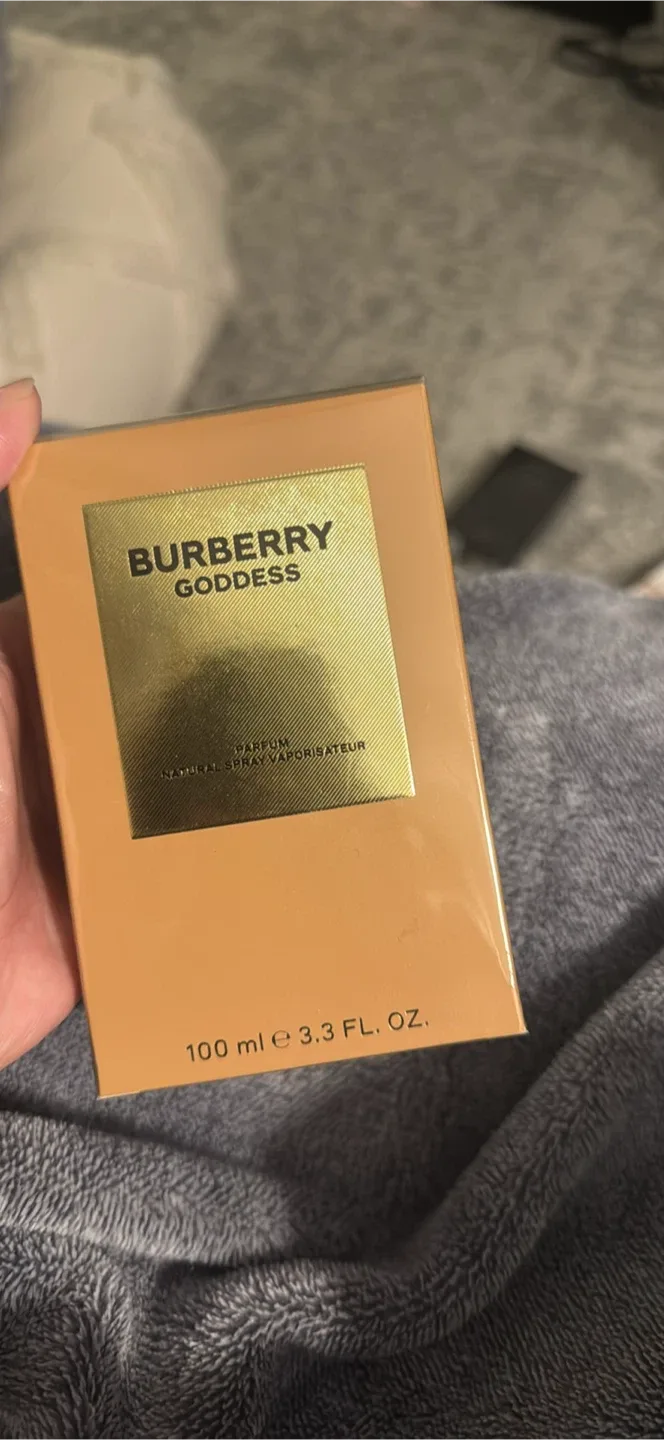 BURBERRY
GODDESS
PARFUM
NATURAL SPRAY VAPORISATEUR
100 ml ℮ 3.3 FL. OZ.